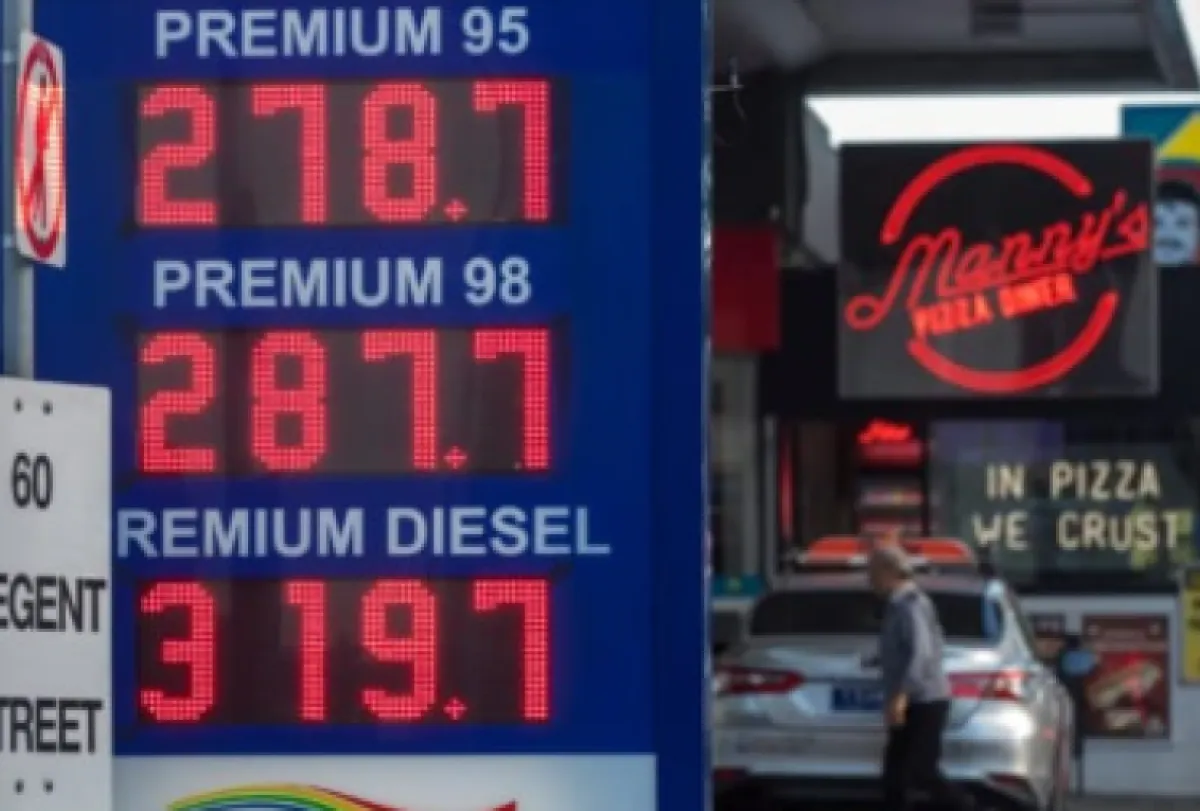 PREMIUM 95
278.7
PREMIUM 98
287.7
REMIUM DIESEL
319.7
60
EGENT
TREET
Manny's
PIZZA DINER
IN PIZZA
WE CRUST